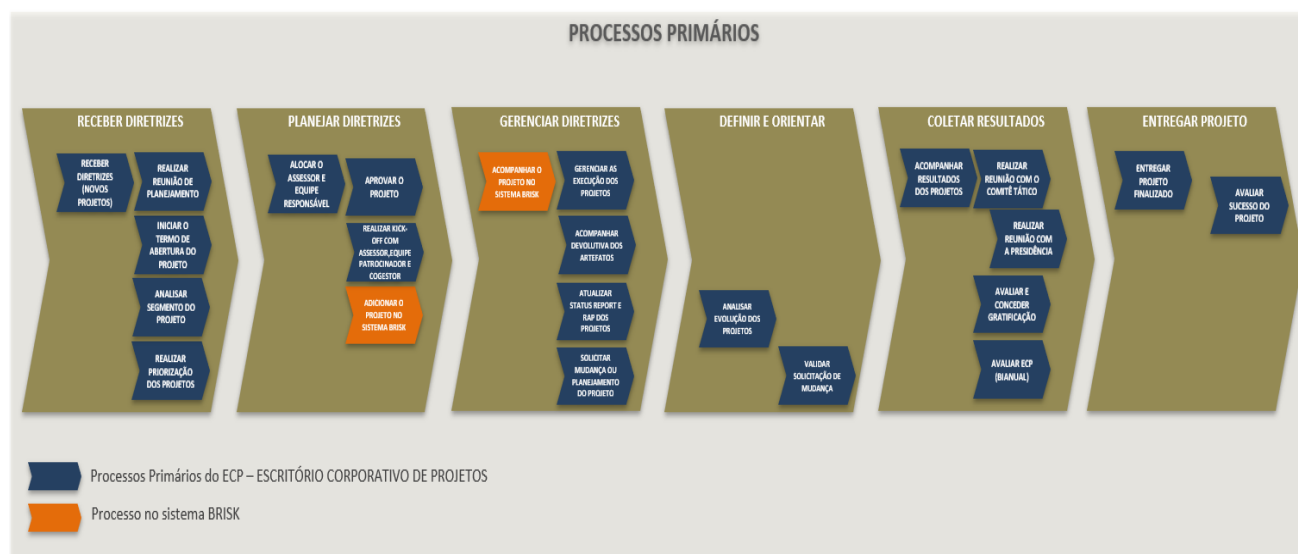 PROCESSOS PRIMÁRIOS
RECEBER DIRETRIZES
RECEBER
DIRETRIZES
(NOVOS
PROJETOS)
REALIZAR
REUNIÃO DE
PLANEJAMENTO
INICIAR O
TERMO DE
ABERTURA DO
PROJETO
ANALISAR
SEGMENTO DO
PROJETO
REALIZAR
PRIORIZAÇÃO
DOS PROJETOS
PLANEJAR DIRETRIZES
ALOCAR O
ASSESSOR E
EQUIPE
RESPONSÁVEL
APROVAR O
PROJETO
REALIZAR KICK-
OFF COM
ASSESSOR,EQUIPE
PATROCINADOR E
COGESTOR
ADICIONAR O
PROJETO NO
SISTEMA BRISK
GERENCIAR DIRETRIZES
ACOMPANHAR O
PROJETO NO
SISTEMA BRISK
GERENCIAR AS
EXECUÇÃO DOS
PROJETOS
ACOMPANHAR
DEVOLUTIVA DOS
ARTEFATOS
ATUALIZAR
STATUS REPORT E
RAP DOS
PROJETOS
SOLICITAR
MUDANÇA OU
PLANEJAMENTO
DO PROJETO
DEFINIR E ORIENTAR
ANALISAR
EVOLUÇÃO DOS
PROJETOS
VALIDAR
SOLICITAÇÃO DE
MUDANÇA
COLETAR RESULTADOS
ACOMPANHAR
RESULTADOS
DOS PROJETOS
REALIZAR
REUNIÃO COM O
COMITÊ TÁTICO
REALIZAR
REUNIÃO COM
A PRESIDÊNCIA
AVALIAR E
CONCEDER
GRATIFICAÇÃO
AVALIAR ECP
(BIANUAL)
ENTREGAR PROJETO
ENTREGAR
PROJETO
FINALIZADO
AVALIAR
SUCESSO DO
PROJETO
Processos Primários do ECP – ESCRITÓRIO CORPORATIVO DE PROJETOS
Processo no sistema BRISK